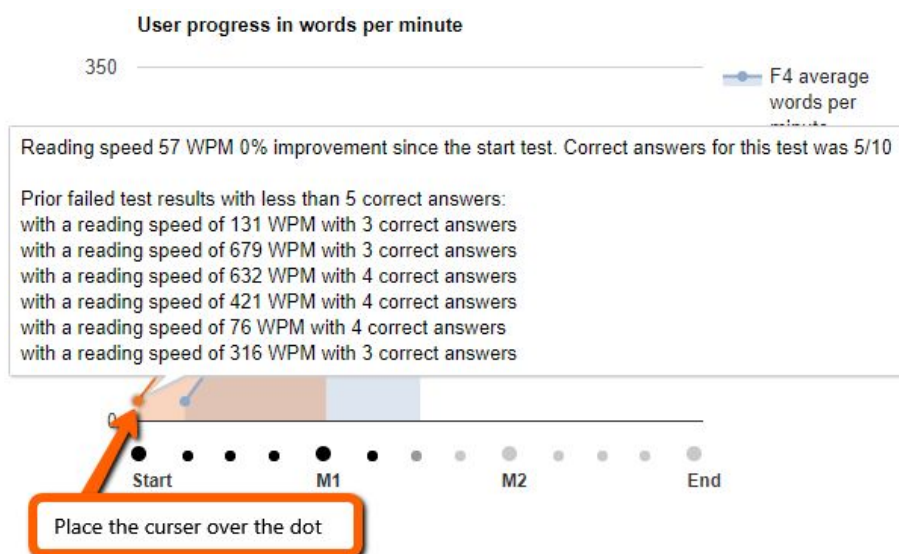 User progress in words per minute
350
F4 average
words per
Reading speed 57 WPM 0% improvement since the start test. Correct answers for this test was 5/10
Prior failed test results with less than 5 correct answers:
with a reading speed of 131 WPM with 3 correct answers
with a reading speed of 679 WPM with 3 correct answers
with a reading speed of 632 WPM with 4 correct answers
with a reading speed of 421 WPM with 4 correct answers
with a reading speed of 76 WPM with 4 correct answers
with a reading speed of 316 WPM with 3 correct answers
0
Start M1 M2 End
Place the curser over the dot